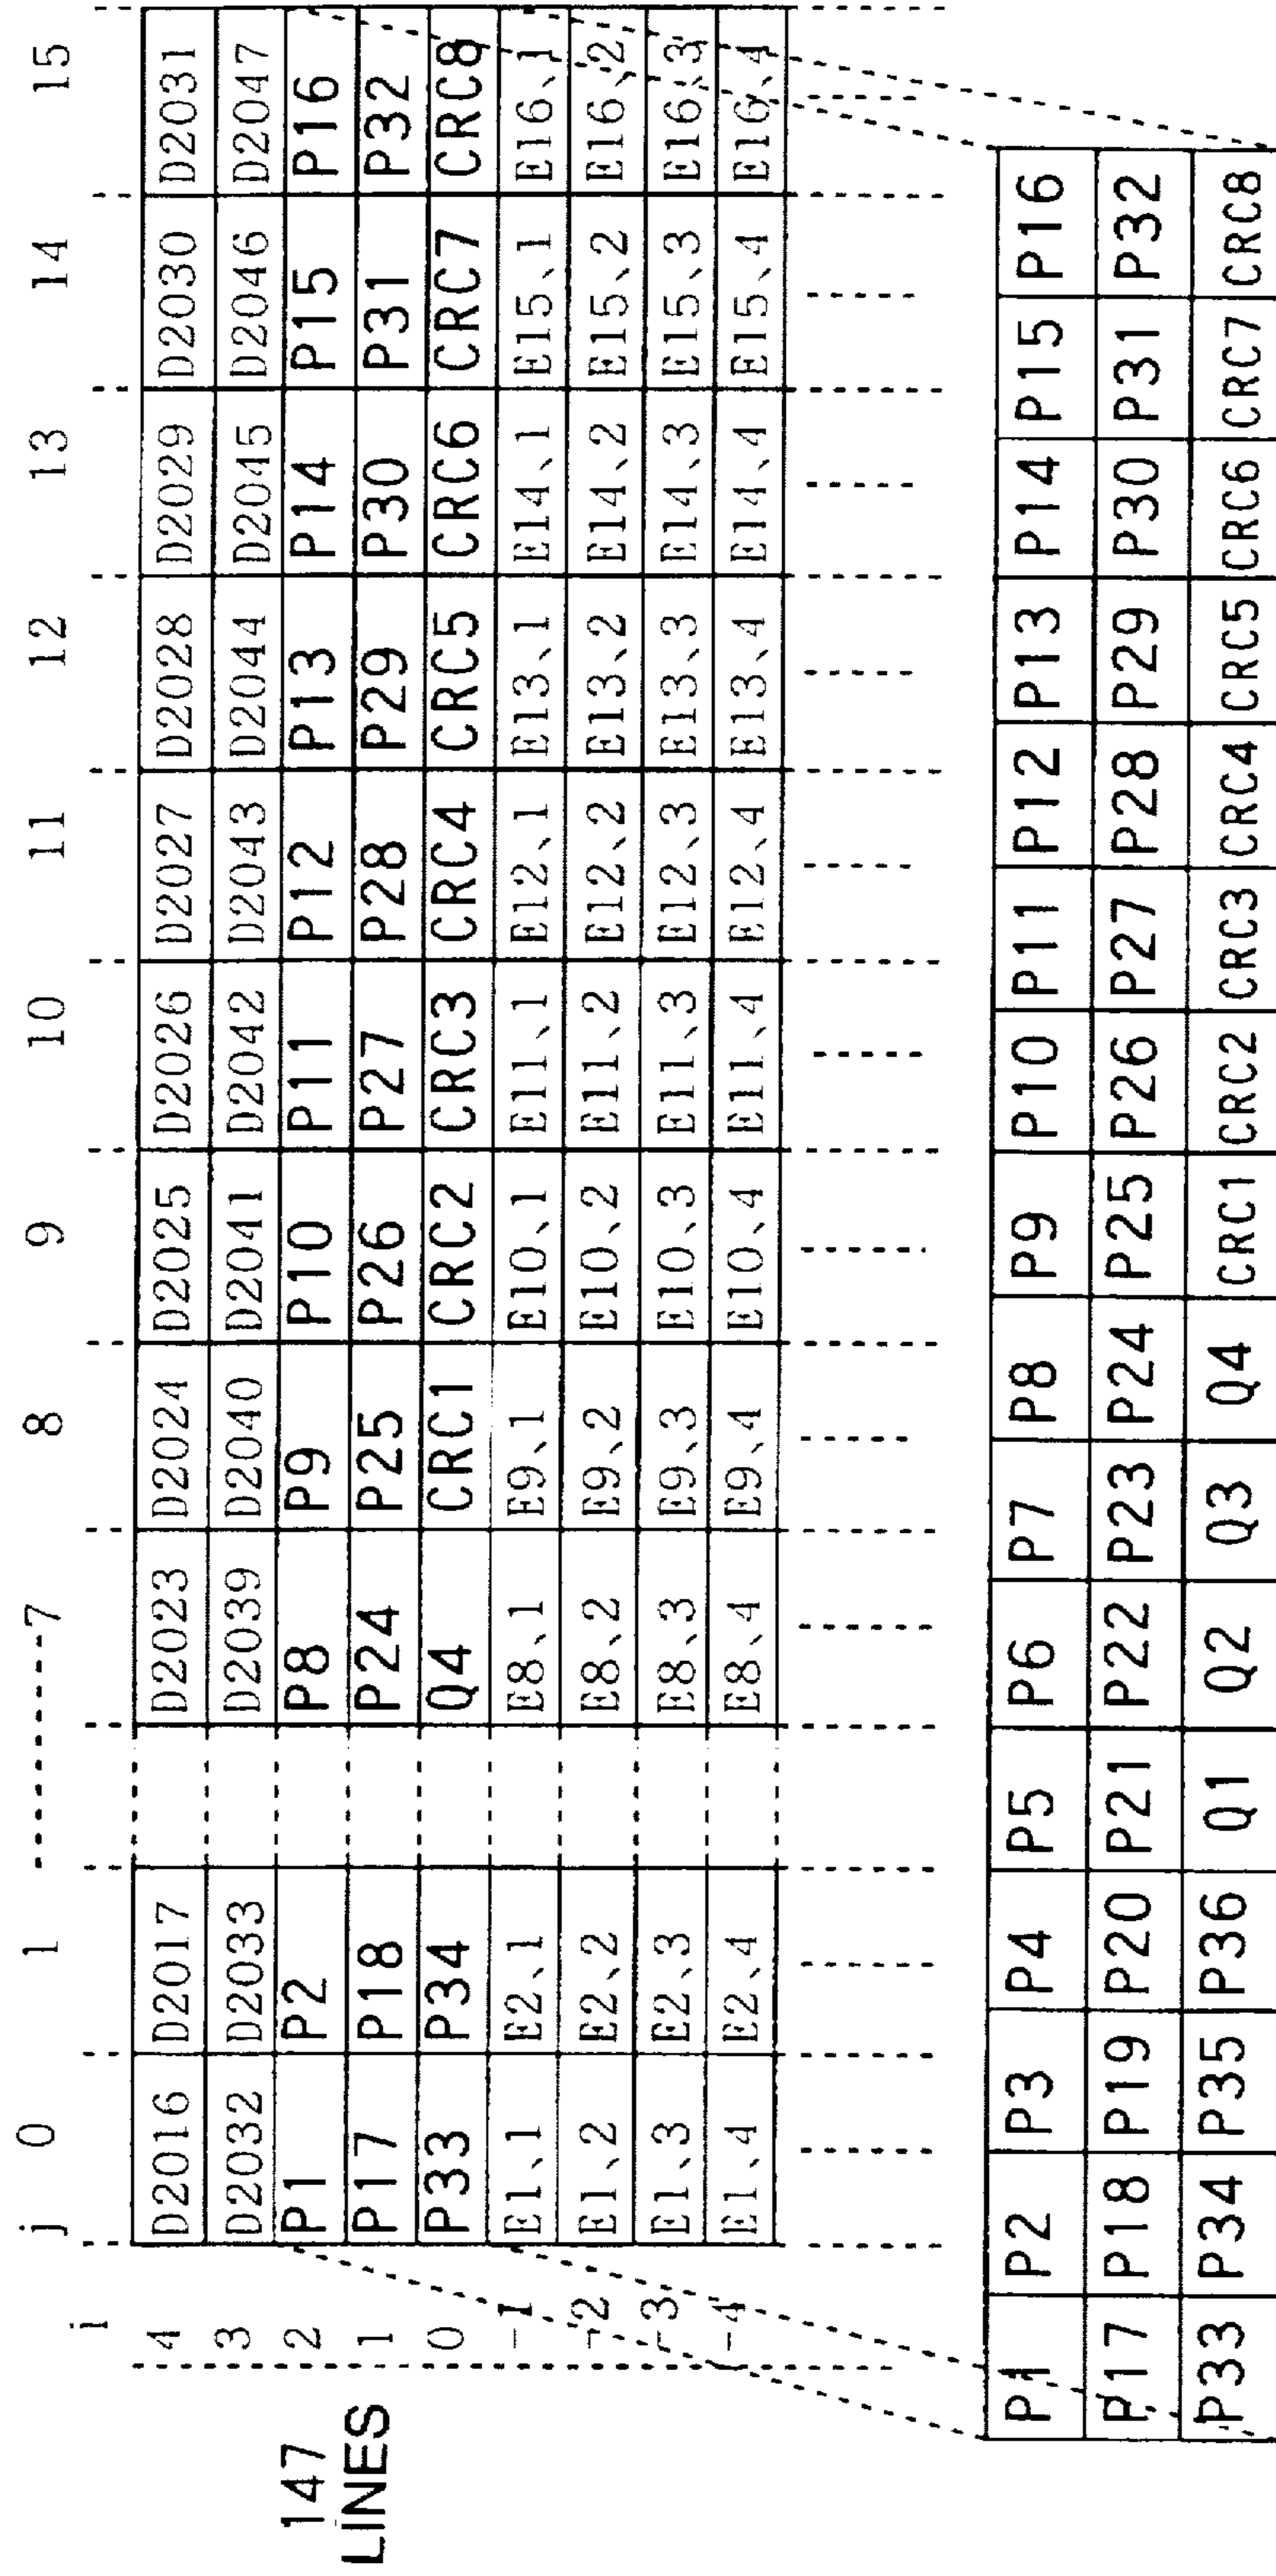 j 0 1 --------7 8 9 10 11 12 13 14 15
i
147
LINES
4 D2016 D2017 D2023 D2024 D2025 D2026 D2027 D2028 D2029 D2030 D2031
3 D2032 D2033 D2039 D2040 D2041 D2042 D2043 D2044 D2045 D2046 D2047
2 P1 P2 P8 P9 P10 P11 P12 P13 P14 P15 P16
1 P17 P18 P24 P25 P26 P27 P28 P29 P30 P31 P32
0 P33 P34 Q4 CRC1 CRC2 CRC3 CRC4 CRC5 CRC6 CRC7 CRC8
-1 E1、1 E2、1 E8、1 E9、1 E10、1 E11、1 E12、1 E13、1 E14、1 E15、1 E16、1
-2 E1、2 E2、2 E8、2 E9、2 E10、2 E11、2 E12、2 E13、2 E14、2 E15、2 E16、2
-3 E1、3 E2、3 E8、3 E9、3 E10、3 E11、3 E12、3 E13、3 E14、3 E15、3 E16、3
-4 E1、4 E2、4 E8、4 E9、4 E10、4 E11、4 E12、4 E13、4 E14、4 E15、4 E16、4
P1 P2 P3 P4 P5 P6 P7 P8 P9 P10 P11 P12 P13 P14 P15 P16
P17 P18 P19 P20 P21 P22 P23 P24 P25 P26 P27 P28 P29 P30 P31 P32
P33 P34 P35 P36 Q1 Q2 Q3 Q4 CRC1 CRC2 CRC3 CRC4 CRC5 CRC6 CRC7 CRC8